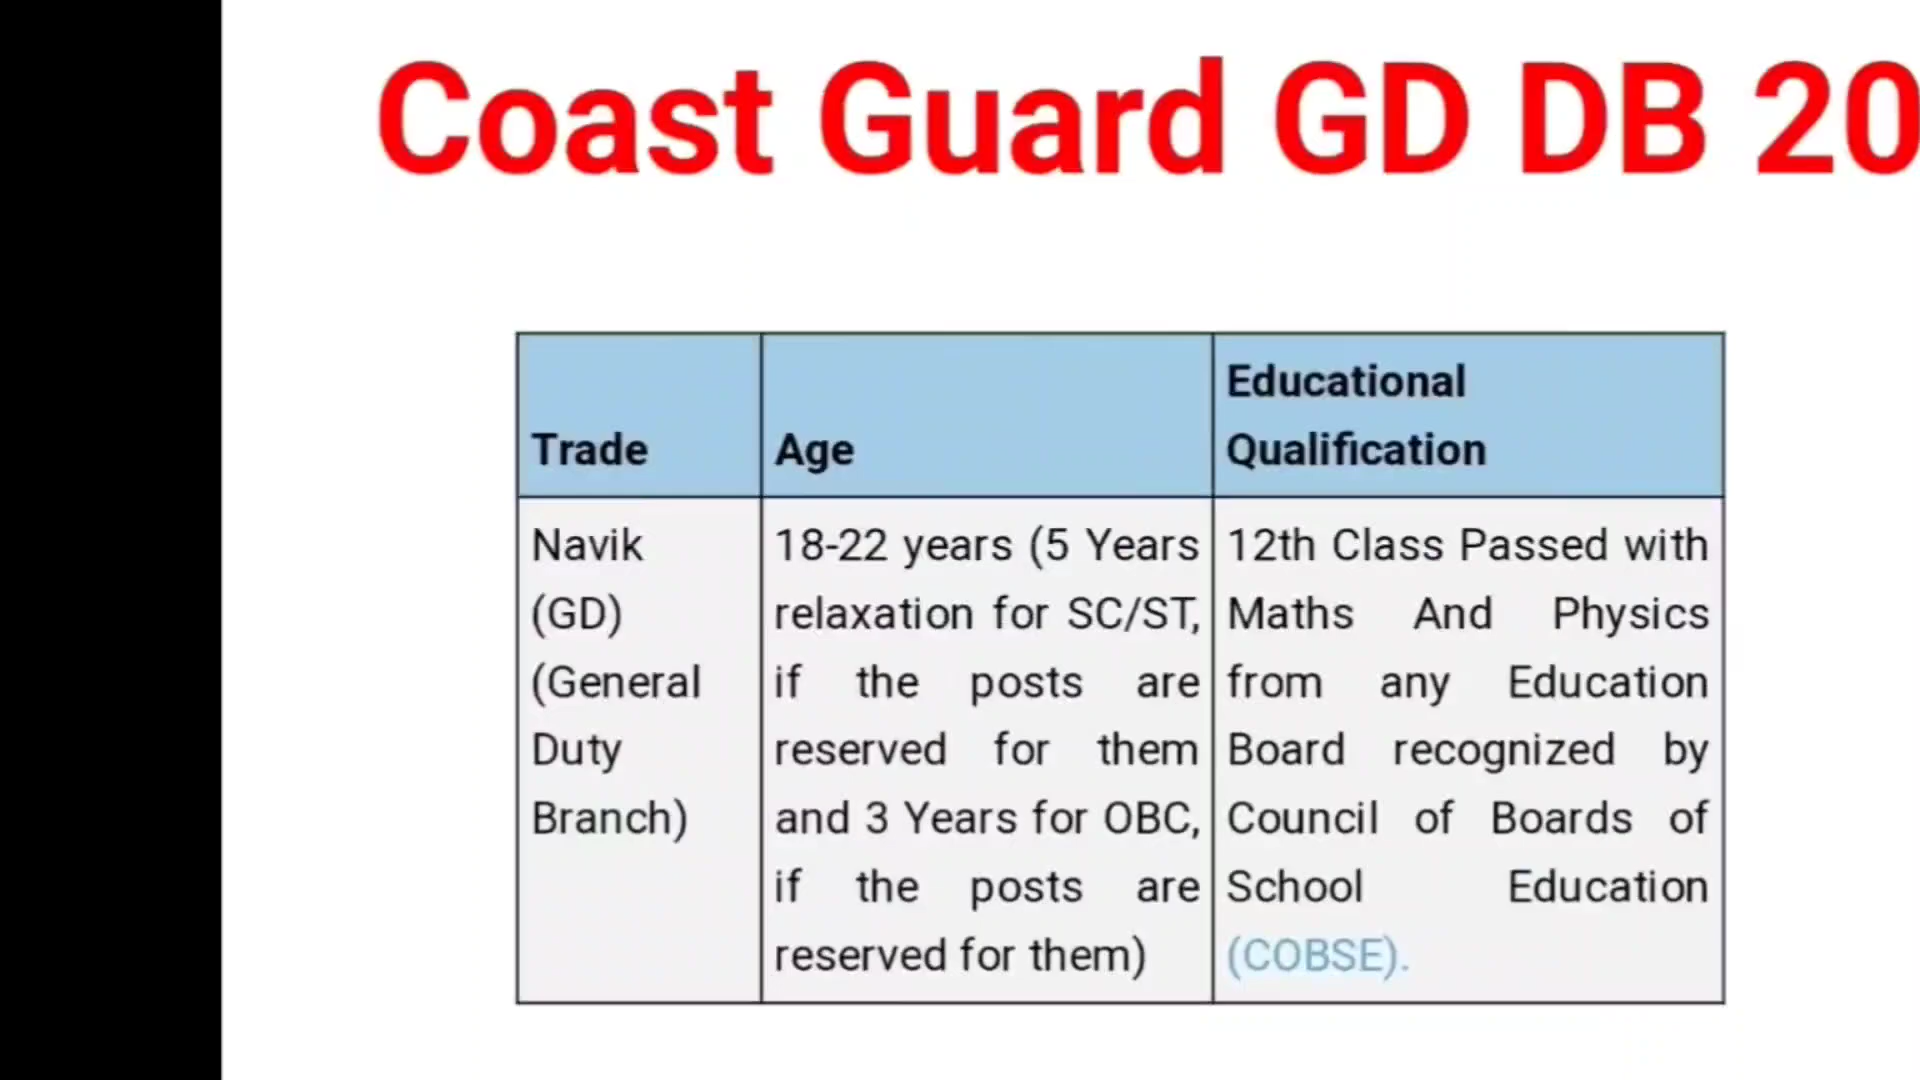 Coast Guard GD DB 20
Trade
Age
Educational
Qualification
Navik
(GD)
(General
Duty
Branch)
18-22 years (5 Years
relaxation for SC/ST,
if the posts are
reserved for them
and 3 Years for OBC,
if the posts are
reserved for them)
12th Class Passed with
Maths And Physics
from any Education
Board recognized by
Council of Boards of
School Education
(COBSE).